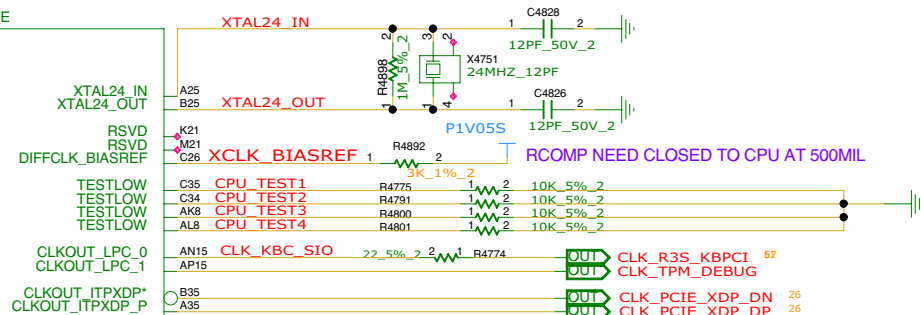 E
XTAL24_IN
C4828
1 2
12PF_50V_2
R4898
1M_5%_2
2 1
3 2
1 4
X4751
24MHZ_12PF
XTAL24_IN A25
XTAL24_OUT B25 XTAL24_OUT
C4826
1 2
12PF_50V_2
P1V05S
RSVD K21
RSVD M21
DIFFCLK_BIASREF C26 XCLK_BIASREF 1 R4892 2
3K_1%_2
RCOMP NEED CLOSED TO CPU AT 500MIL
TESTLOW C35 CPU_TEST1 R4775 1 2 10K_5%_2
TESTLOW C34 CPU_TEST2 R4791 1 2 10K_5%_2
TESTLOW AK8 CPU_TEST3 R4800 1 2 10K_5%_2
TESTLOW AL8 CPU_TEST4 R4801 1 2 10K_5%_2
CLKOUT_LPC_0 AN15 CLK_KBC_SIO 22_5%_2 2 1 R4774 OUT CLK_R3S_KBPCI
CLKOUT_LPC_1 AP15 OUT CLK_TPM_DEBUG
CLKOUT_ITPXDP* B35 OUT CLK_PCIE_XDP_DN 26
CLKOUT_ITPXDP_P A35 OUT CLK_PCIE_XDP_DP 26